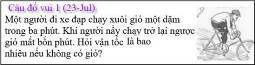 Câu đố vui 1 (23-Jul)
Một người đi xe đạp chạy xuôi gió một dặm
trong ba phút. Khi người nầy chạy trở lại ngược
gió mất bốn phút. Hỏi vận tốc là bao
nhiêu nếu không có gió?